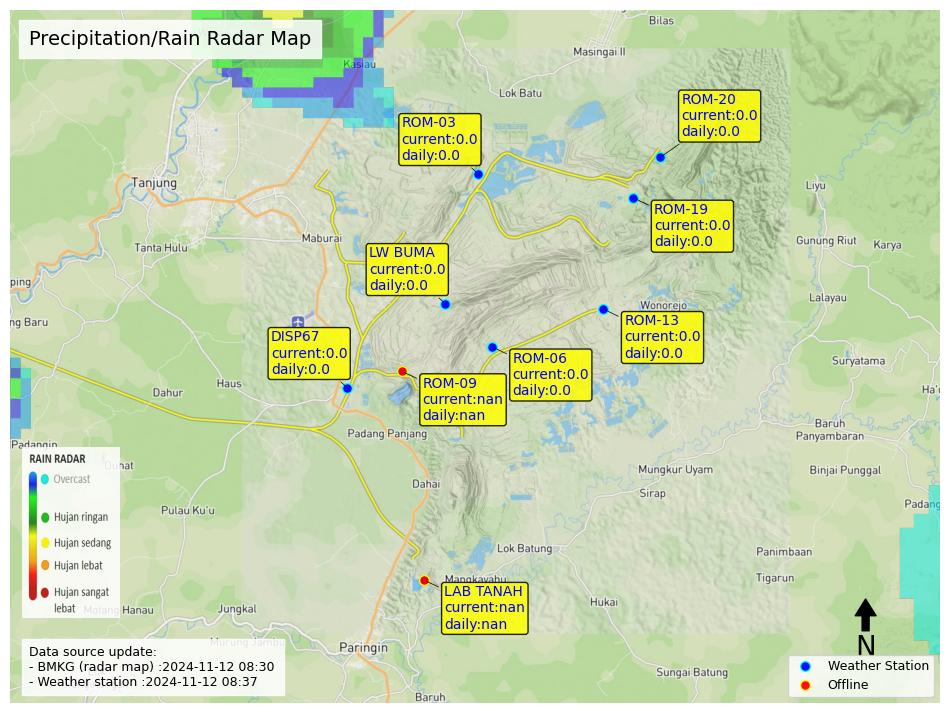 Precipitation/Rain Radar Map
Bilas
Masingai II
Kasiau
Lok Batu
ROM-20
current:0.0
daily:0.0
ROM-03
current:0.0
daily:0.0
Tanjung
Liyu
ROM-19
current:0.0
daily:0.0
Maburai
Tanta Hulu
Gunung Riut
Karya
LW BUMA
current:0.0
daily:0.0
ping
Lalayau
Wonorejo
ng Baru
ROM-13
current:0.0
daily:0.0
DISP67
current:0.0
daily:0.0
ROM-06
current:0.0
daily:0.0
Suryatama
Haus
Dahur
ROM-09
current:nan
daily:nan
Ha'u
Baruh
Panyambaran
Padang Panjang
Padangin
RAIN RADAR
Overcast
Hujan ringan
Hujan sedang
Hujan lebat
Hujan sangat
lebat
Mungkur Uyam
Binjai Punggal
Dahai
Sirap
Pulau Ku'u
Padang
Lok Batung
Panimbaan
Tigarun
Mangkayahu
LAB TANAH
current:nan
daily:nan
Hukai
Matang Hanau
Jungkal
Murung Jambu
Paringin
Sungai Batung
Baruh
Data source update:
- BMKG (radar map) :2024-11-12 08:30
- Weather station :2024-11-12 08:37
N
Weather Station
Offline